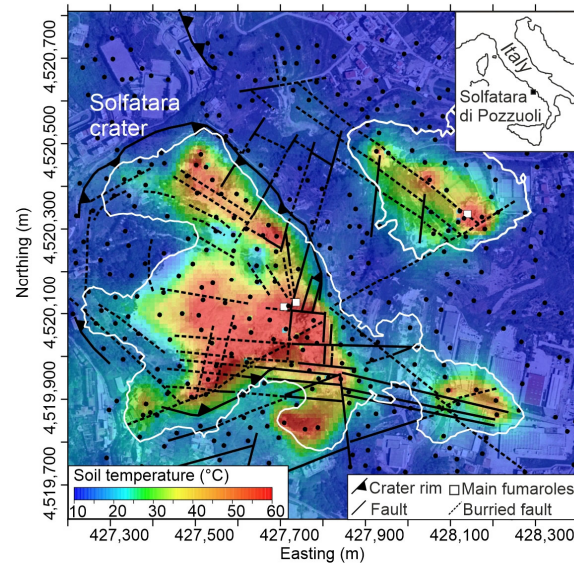 4,520,700
4,520,500
4,520,300
4,520,100
4,519,900
4,519,700
Northing (m)
Solfatara
crater
Italy
Solfatara
di Pozzuoli
Soil temperature (°C)
10 20 30 40 50 60
Crater rim
Main fumaroles
Fault
Burried fault
427,300 427,500 427,700 427,900 428,100 428,300
Easting (m)